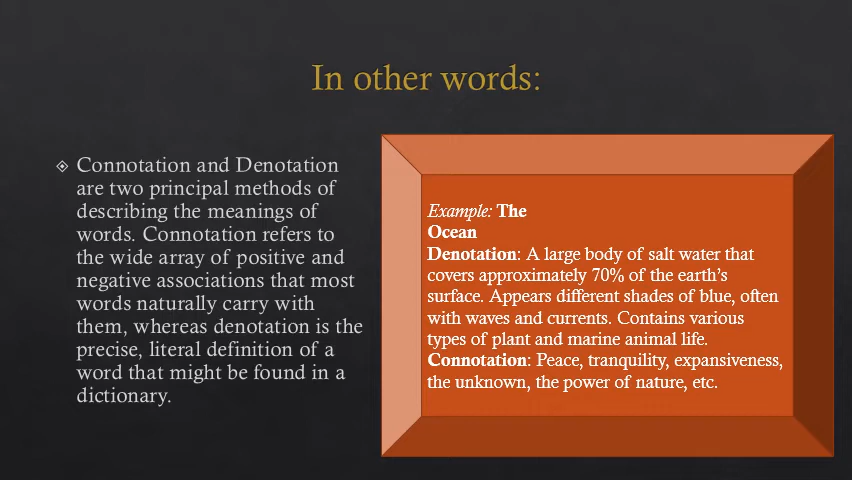 In other words:
Connotation and Denotation
are two principal methods of
describing the meanings of
words. Connotation refers to
the wide array of positive and
negative associations that most
words naturally carry with
them, whereas denotation is the
precise, literal definition of a
word that might be found in a
dictionary.
Example: The
Ocean
Denotation: A large body of salt water that
covers approximately 70% of the earth's
surface. Appears different shades of blue, often
with waves and currents. Contains various
types of plant and marine animal life.
Connotation: Peace, tranquility, expansiveness,
the unknown, the power of nature, etc.